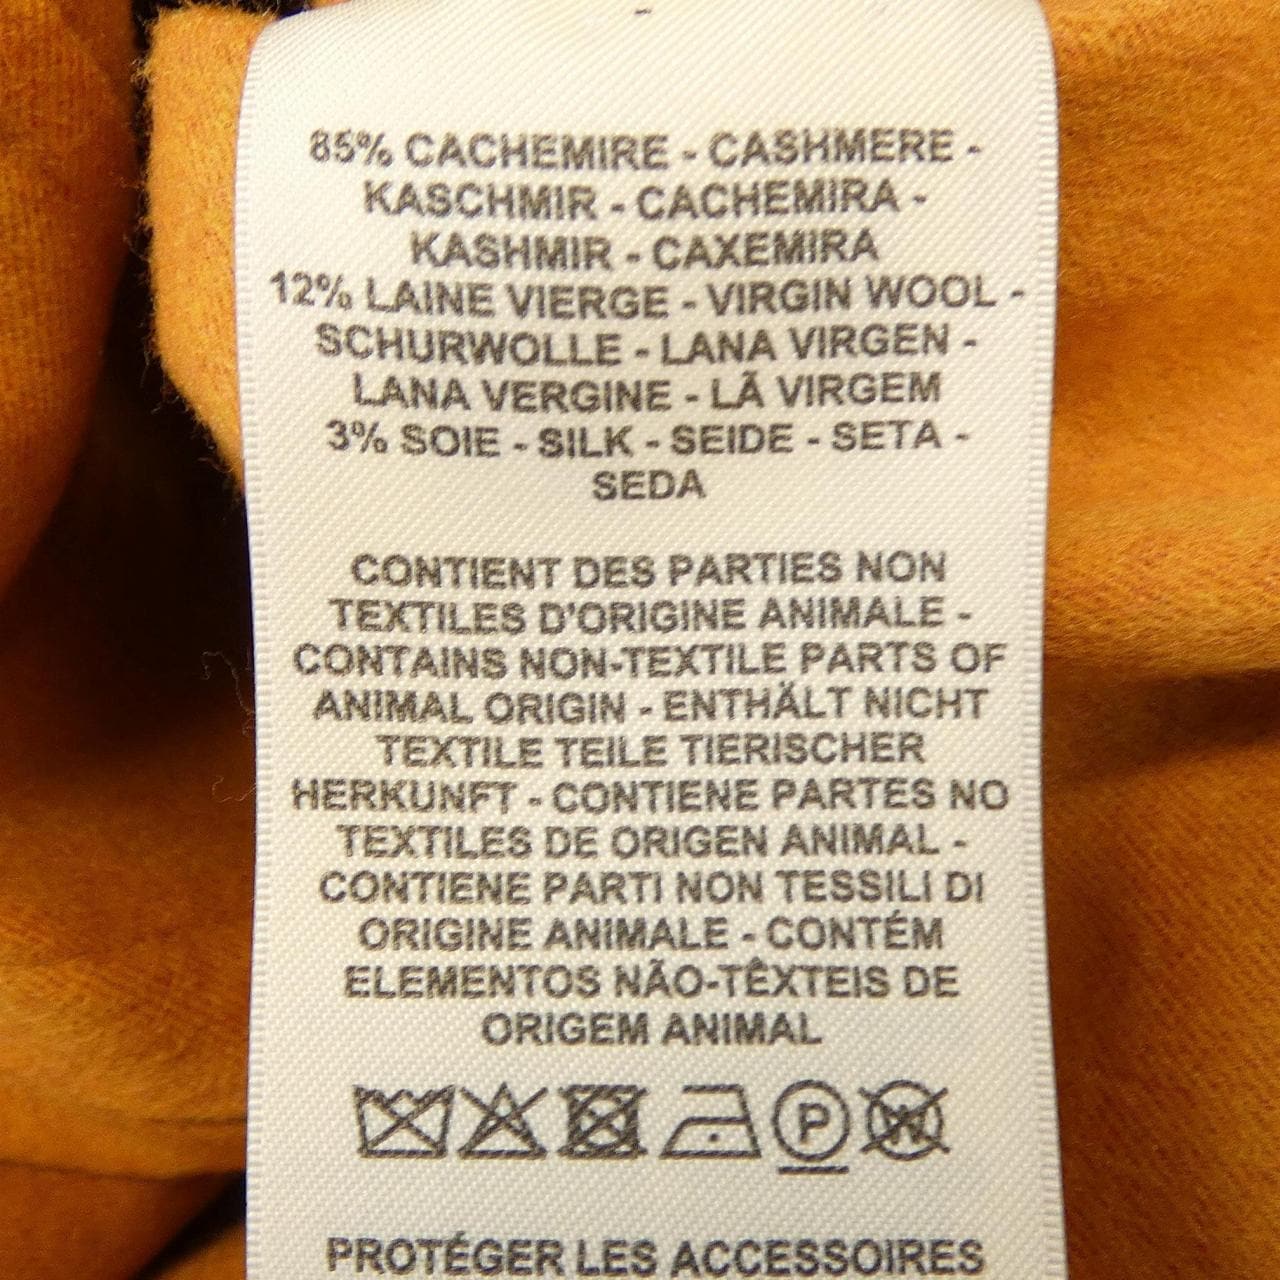 85% CACHEMIRE - CASHMERE -
KASCHMIR - CACHEMIRA -
KASHMIR - CAXEMIRA
12% LAINE VIERGE - VIRGIN WOOL -
SCHURWOLLE - LANA VIRGEN -
LANA VERGINE - LÃ VIRGEM
3% SOIE - SILK - SEIDE - SETA -
SEDA
CONTIENT DES PARTIES NON
TEXTILES D'ORIGINE ANIMALE -
CONTAINS NON-TEXTILE PARTS OF
ANIMAL ORIGIN - ENTHÄLT NICHT
TEXTILE TEILE TIERISCHER
HERKUNFT - CONTIENE PARTES NO
TEXTILES DE ORIGEN ANIMAL -
CONTIENE PARTI NON TESSILI DI
ORIGINE ANIMALE - CONTÉM
ELEMENTOS NÃO-TÊXTEIS DE
ORIGEM ANIMAL
P W
PROTÉGER LES ACCESSOIRES